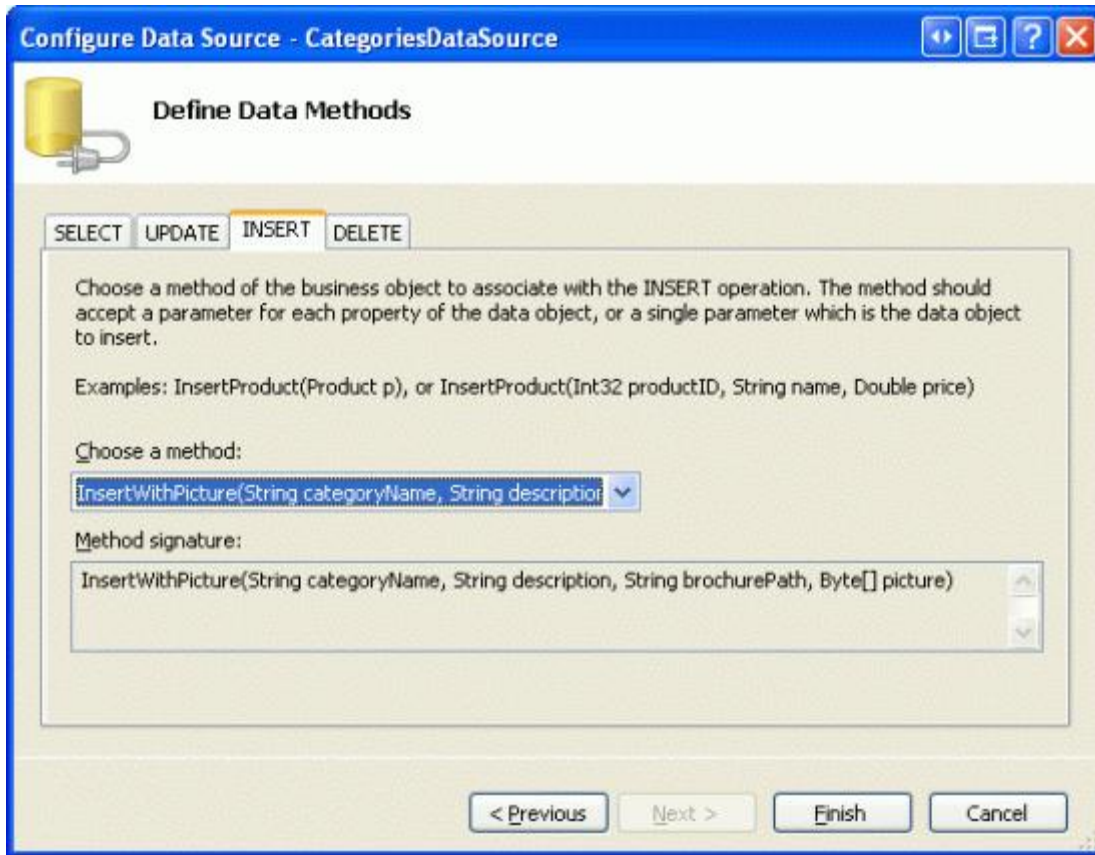 Configure Data Source - CategoriesDataSource
Define Data Methods
SELECT UPDATE INSERT DELETE
Choose a method of the business object to associate with the INSERT operation. The method should
accept a parameter for each property of the data object, or a single parameter which is the data object
to insert.
Examples: InsertProduct(Product p), or InsertProduct(Int32 productID, String name, Double price)
Choose a method:
InsertWithPicture(String categoryName, String description
Method signature:
InsertWithPicture(String categoryName, String description, String brochurePath, Byte[] picture)
< Previous Next > Finish Cancel